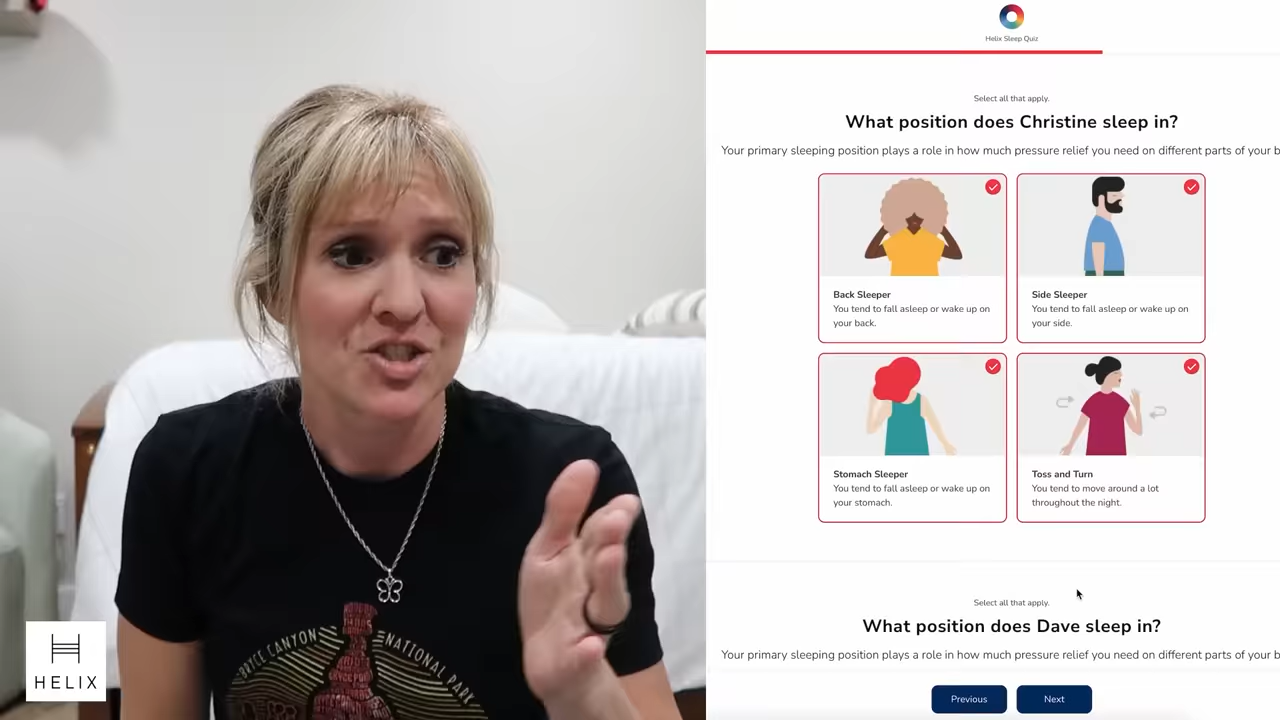 Helix Sleep Quiz
Select all that apply.
What position does Christine sleep in?
Your primary sleeping position plays a role in how much pressure relief you need on different parts of your b
Back Sleeper
You tend to fall asleep or wake up on
your back.
Side Sleeper
You tend to fall asleep or wake up on
your side.
Stomach Sleeper
You tend to fall asleep or wake up on
your stomach.
Toss and Turn
You tend to move around a lot
throughout the night.
Select all that apply.
What position does Dave sleep in?
Your primary sleeping position plays a role in how much pressure relief you need on different parts of your b
Previous
Next
BRYCE CANYON
NATIONAL PARK
HELIX